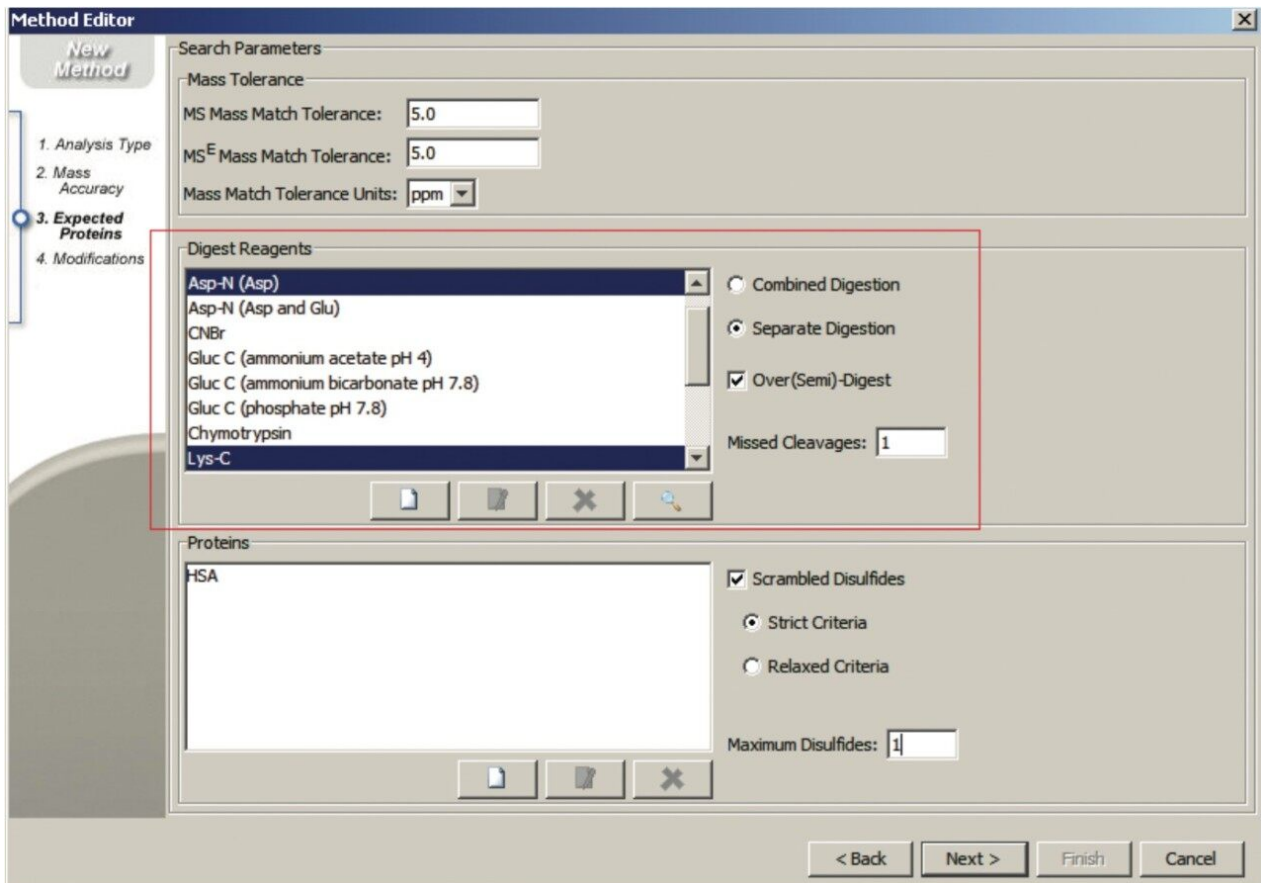 Method Editor
New
Method
1. Analysis Type
2. Mass
Accuracy
3. Expected
Proteins
4. Modifications
Search Parameters
Mass Tolerance
MS Mass Match Tolerance: 5.0
MSE Mass Match Tolerance: 5.0
Mass Match Tolerance Units: ppm
Digest Reagents
Asp-N (Asp)
Asp-N (Asp and Glu)
CNBr
Gluc C (ammonium acetate pH 4)
Gluc C (ammonium bicarbonate pH 7.8)
Gluc C (phosphate pH 7.8)
Chymotrypsin
Lys-C
Combined Digestion
Separate Digestion
Over(Semi)-Digest
Missed Cleavages: 1
Proteins
HSA
Scrambled Disulfides
Strict Criteria
Relaxed Criteria
Maximum Disulfides: 1
< Back Next > Finish Cancel